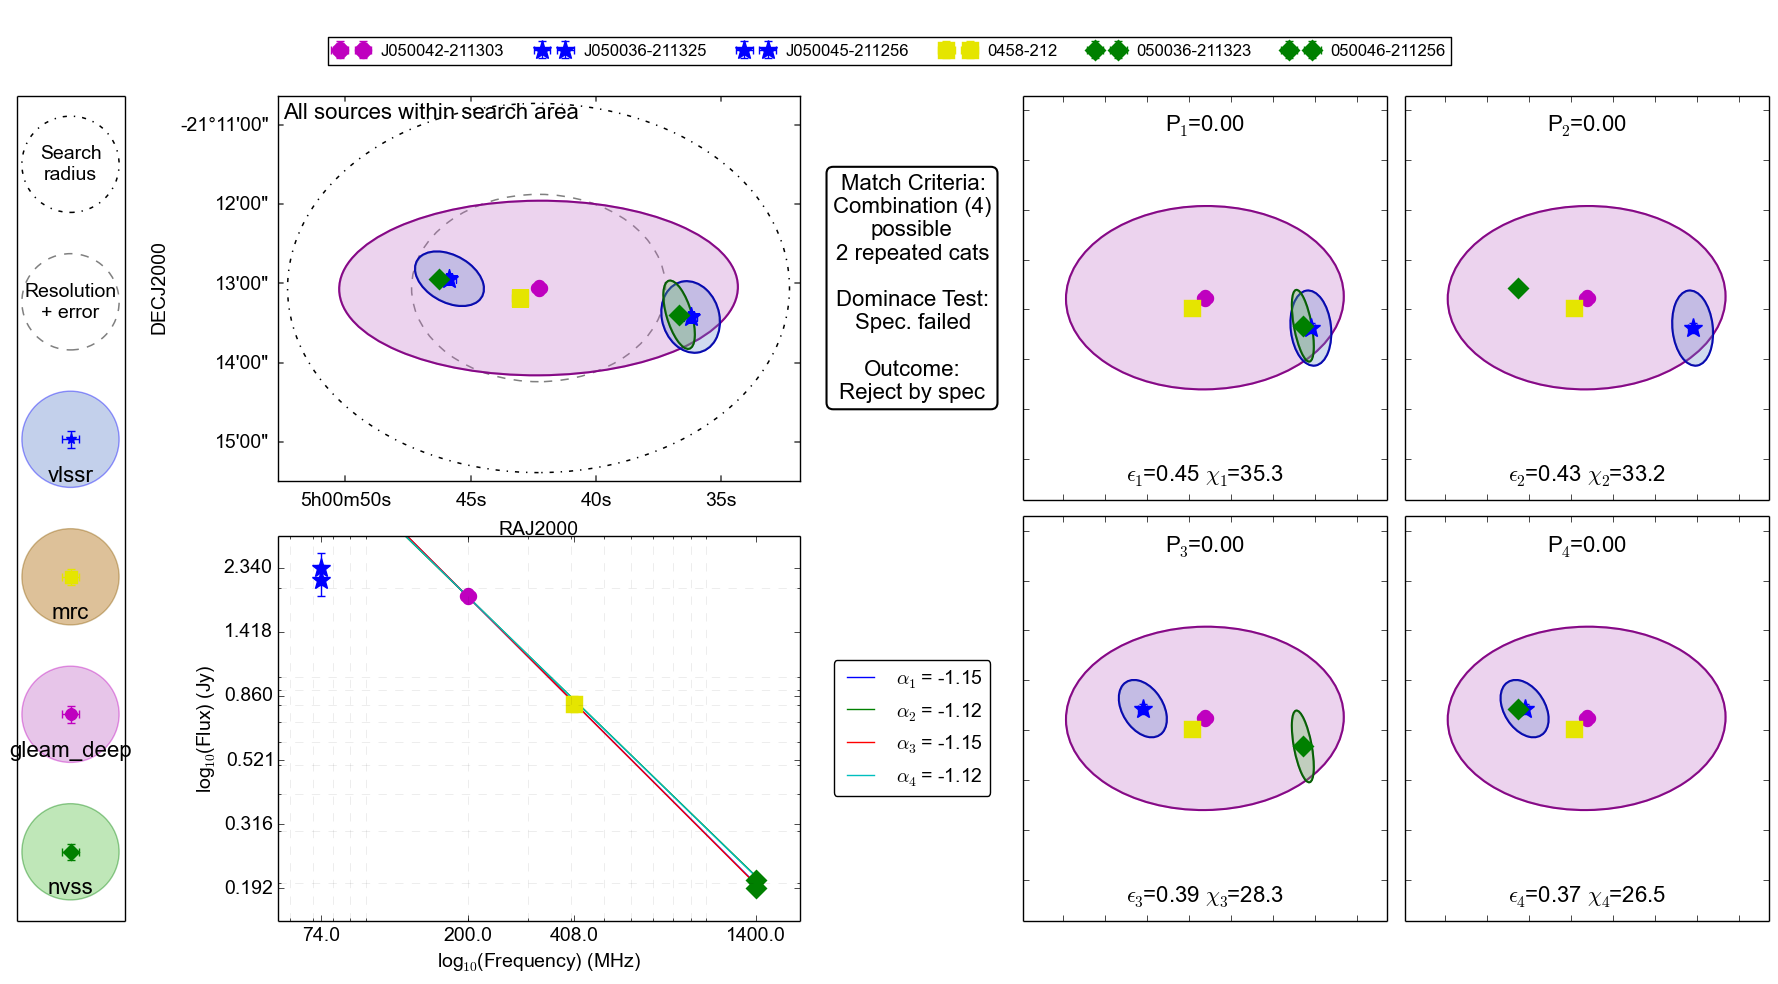 J050042-211303 J050036-211325 J050045-211256 0458-212 050036-211323 050046-211256
Search
radius
Resolution
+ error
vlssr
mrc
gleam_deep
nvss
All sources within search area
DECJ2000
-21°11'00"
12'00"
13'00"
14'00"
15'00"
5h00m50s 45s 40s 35s
RAJ2000
Match Criteria:
Combination (4)
possible
2 repeated cats
Dominace Test:
Spec. failed
Outcome:
Reject by spec
log₁₀(Flux) (Jy)
2.340
1.418
0.860
0.521
0.316
0.192
74.0 200.0 408.0 1400.0
log₁₀(Frequency) (MHz)
α₁ = -1.15
α₂ = -1.12
α₃ = -1.15
α₄ = -1.12
P₁=0.00
ϵ₁=0.45 χ₁=35.3
P₂=0.00
ϵ₂=0.43 χ₂=33.2
P₃=0.00
ϵ₃=0.39 χ₃=28.3
P₄=0.00
ϵ₄=0.37 χ₄=26.5